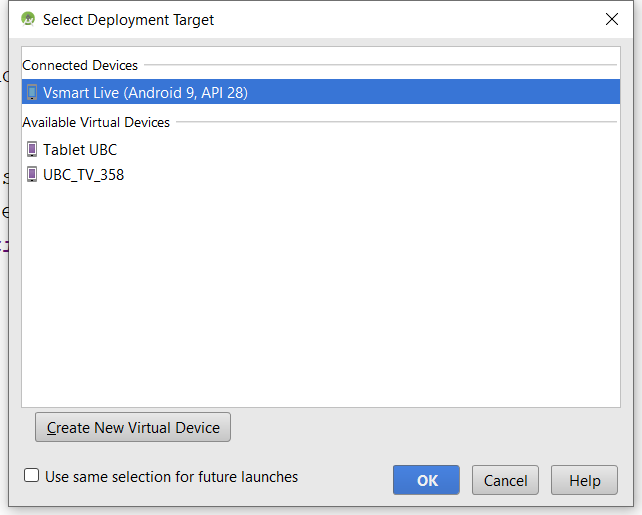 Select Deployment Target
Connected Devices
Vsmart Live (Android 9, API 28)
Available Virtual Devices
Tablet UBC
UBC_TV_358
Create New Virtual Device
Use same selection for future launches
OK
Cancel
Help